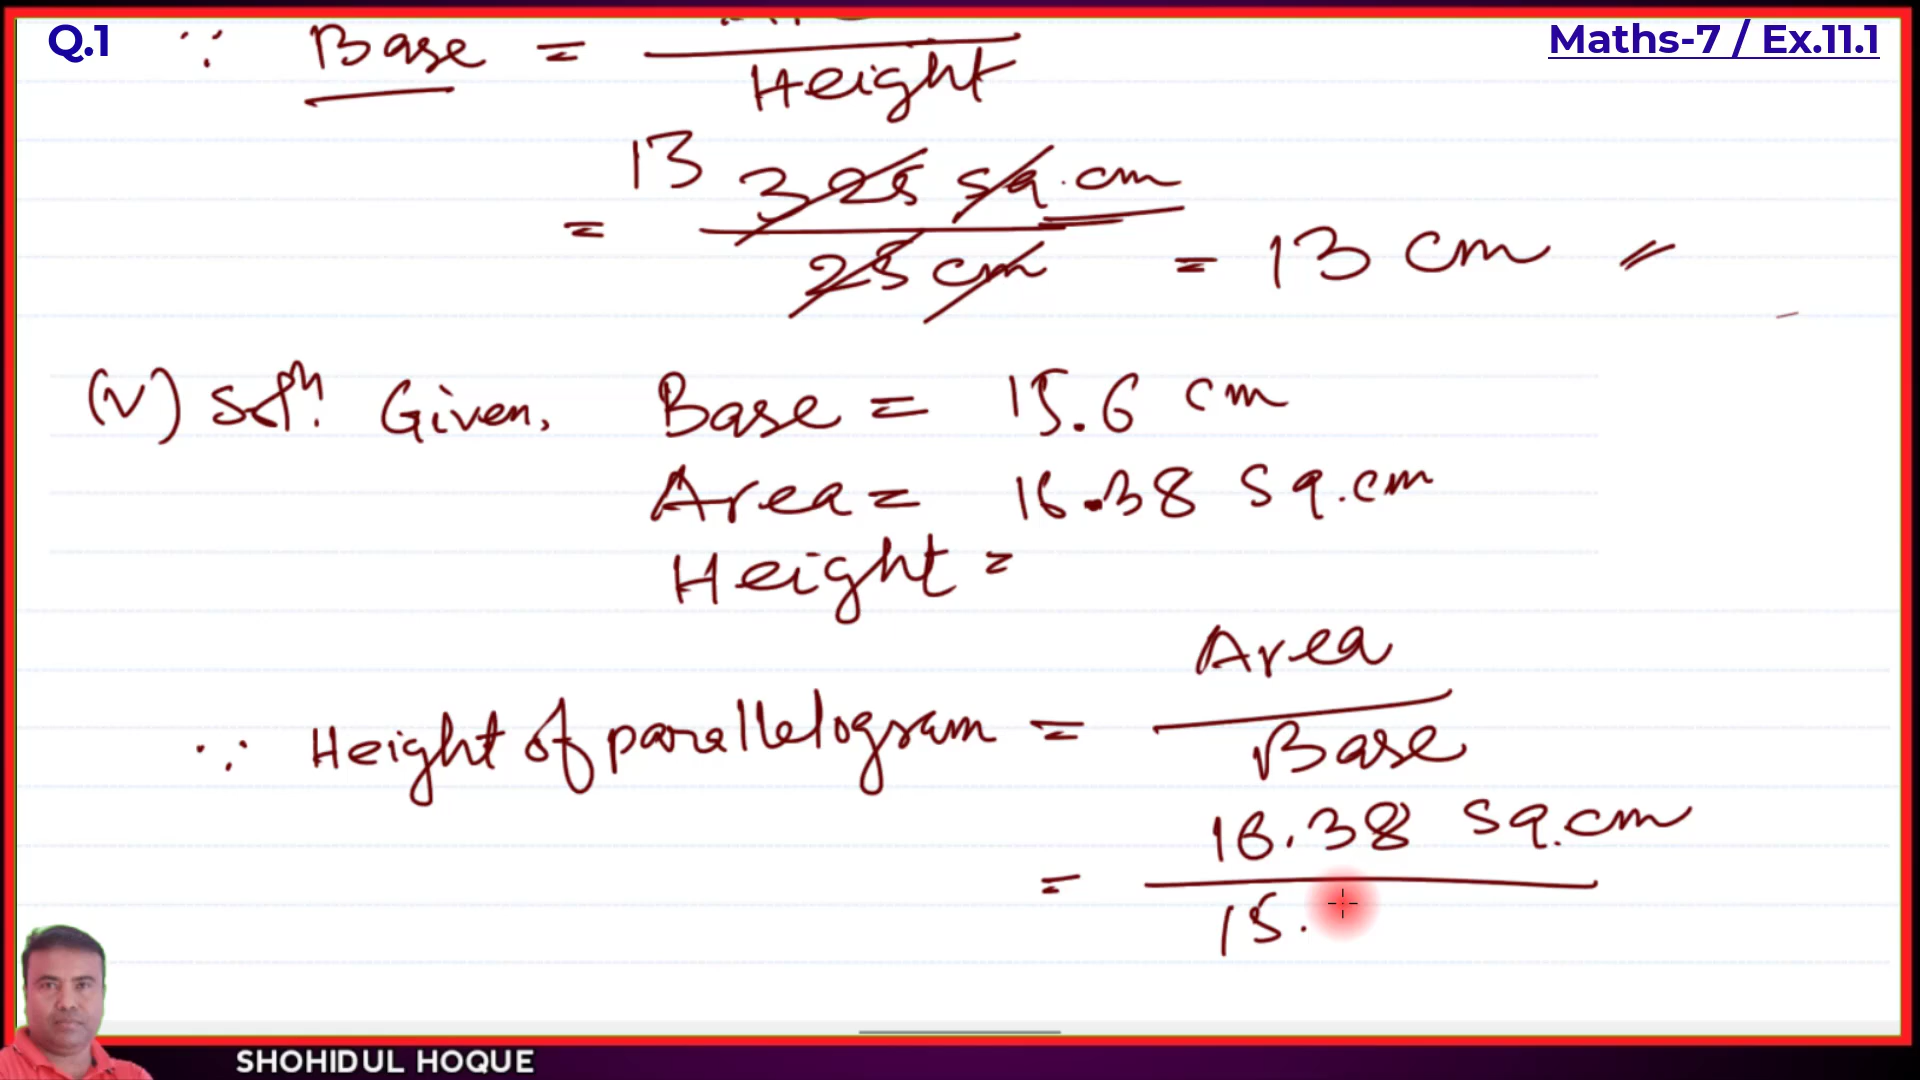 Q.1
Maths-7 / Ex.11.1
∵ Base = 
Height
13 325 sq.cm
= 25 cm = 13 cm
(V) Solⁿ. Given, Base = 15.6 cm
Area = 16.38 Sq.cm
Height =
∵ Height of parallelogram = Area
Base
= 16.38 Sq.cm
15.
SHOHIDUL HOQUE